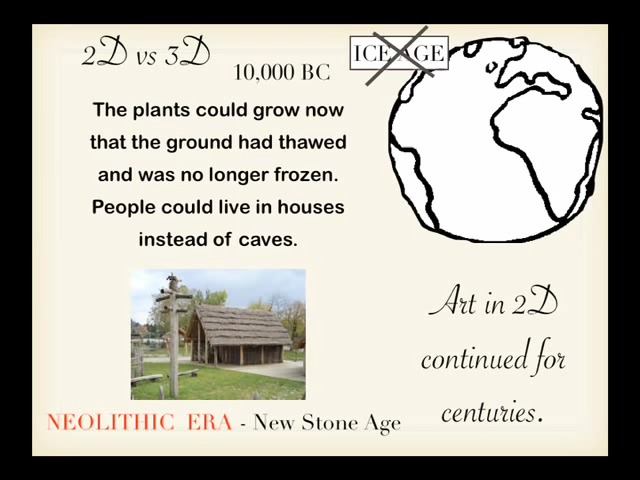 2D vs 3D
10,000 BC
ICE AGE
The plants could grow now
that the ground had thawed
and was no longer frozen.
People could live in houses
instead of caves.
Art in 2D
continued for
centuries.
NEOLITHIC ERA - New Stone Age